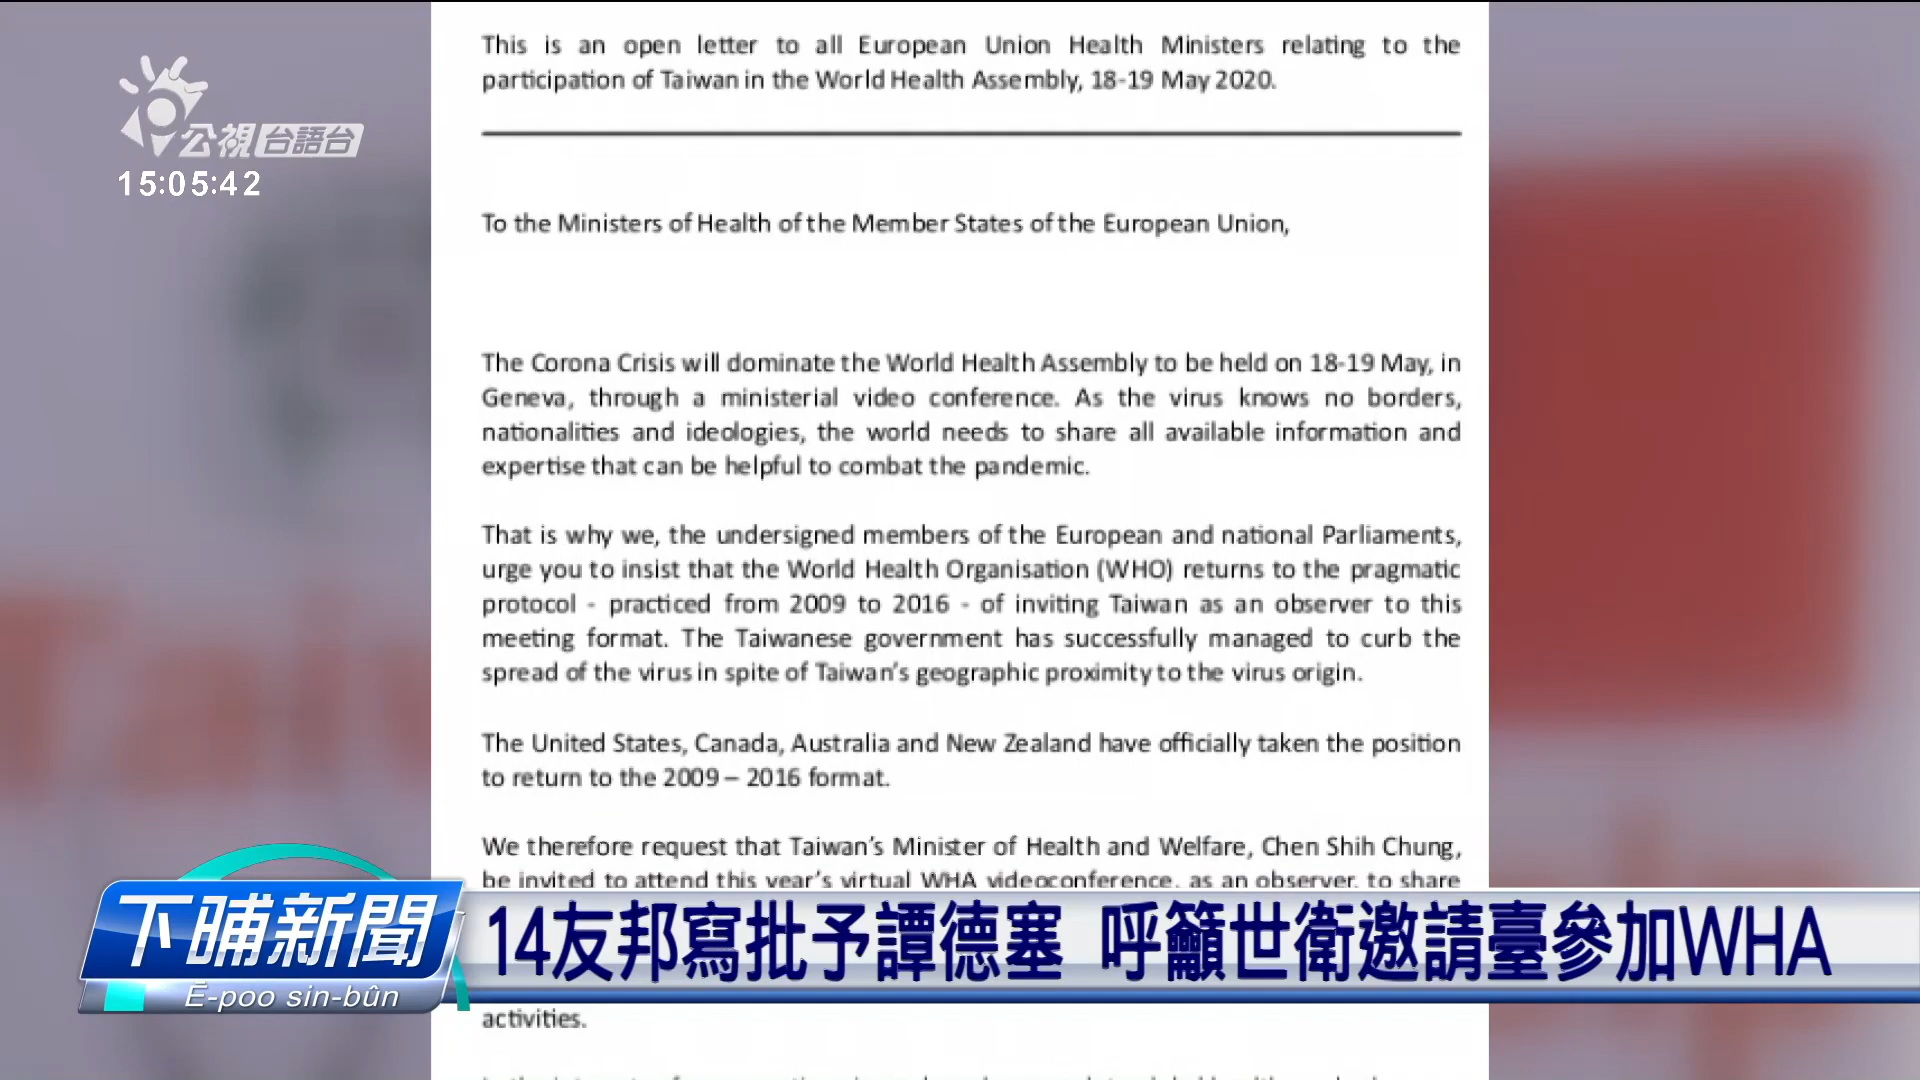 This is an open letter to all European Union Health Ministers relating to the
participation of Taiwan in the World Health Assembly, 18-19 May 2020.
公視台語台
15:05:42
To the Ministers of Health of the Member States of the European Union,
The Corona Crisis will dominate the World Health Assembly to be held on 18-19 May, in
Geneva, through a ministerial video conference. As the virus knows no borders,
nationalities and ideologies, the world needs to share all available information and
expertise that can be helpful to combat the pandemic.
That is why we, the undersigned members of the European and national Parliaments,
urge you to insist that the World Health Organisation (WHO) returns to the pragmatic
protocol - practiced from 2009 to 2016 - of inviting Taiwan as an observer to this
meeting format. The Taiwanese government has successfully managed to curb the
spread of the virus in spite of Taiwan's geographic proximity to the virus origin.
The United States, Canada, Australia and New Zealand have officially taken the position
to return to the 2009 – 2016 format.
We therefore request that Taiwan's Minister of Health and Welfare, Chen Shih Chung,
be invited to attend this year's virtual WHA videoconference, as an observer, to share
下晡新聞
Ē-poo sin-bûn
14友邦寫批予譚德塞 呼籲世衛邀請臺參加WHA
activities.